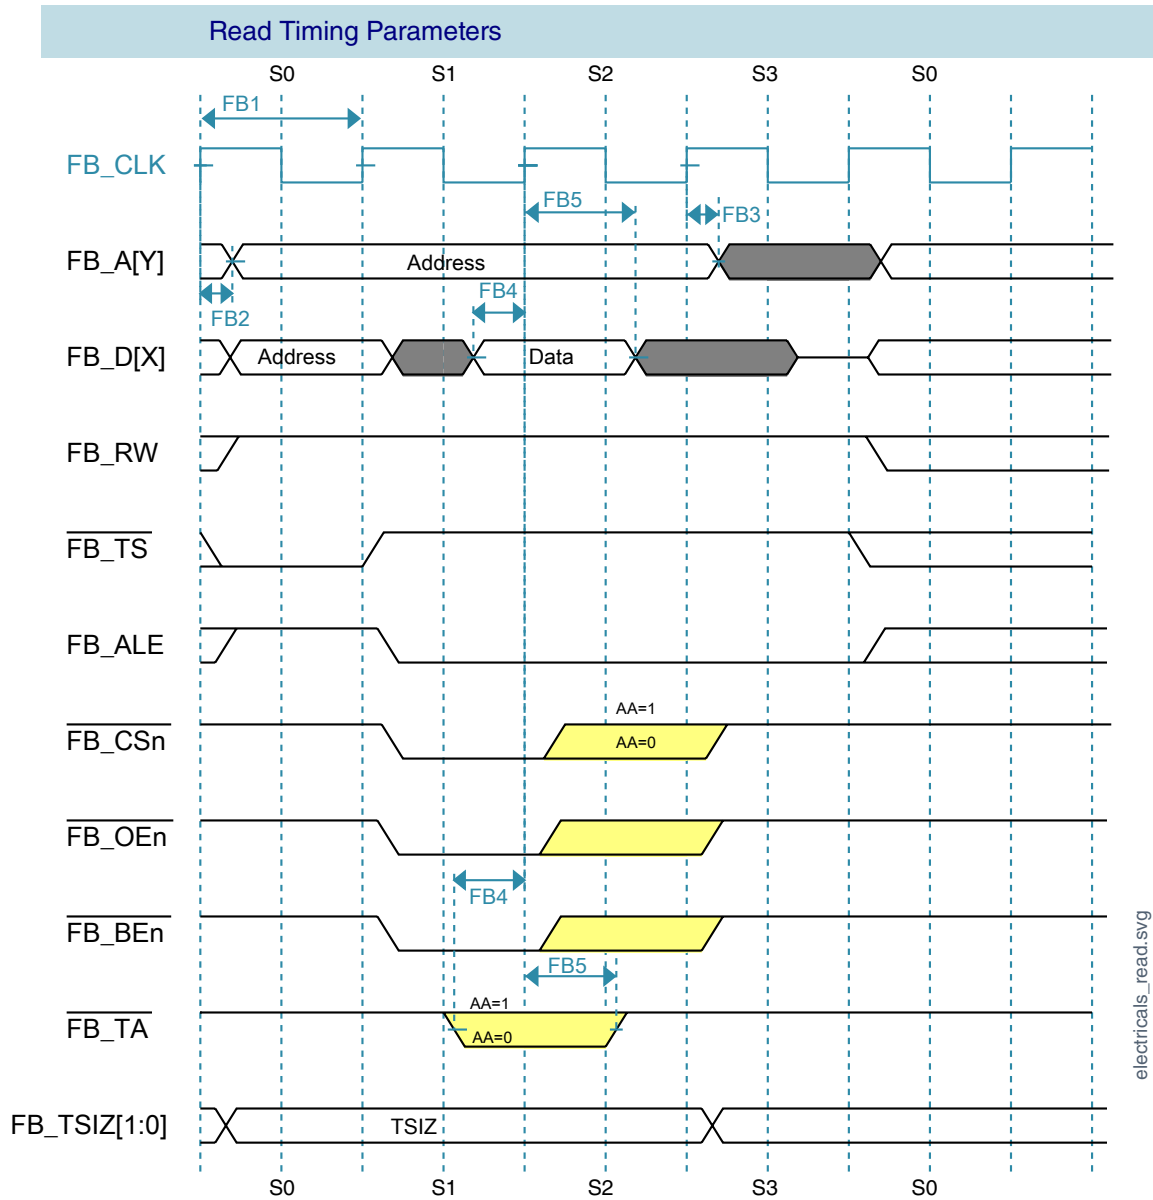 Read Timing Parameters
S0 S1 S2 S3 S0
FB1
FB_CLK
FB5
FB3
FB_A[Y]
Address
FB4
FB2
FB_D[X]
Address
Data
FB_RW
FB_TS
FB_ALE
AA=1
FB_CSn
AA=0
FB_OEn
FB4
FB_BEn
FB5
AA=1
FB_TA
AA=0
FB_TSIZ[1:0]
TSIZ
S0 S1 S2 S3 S0
electricals_read.svg